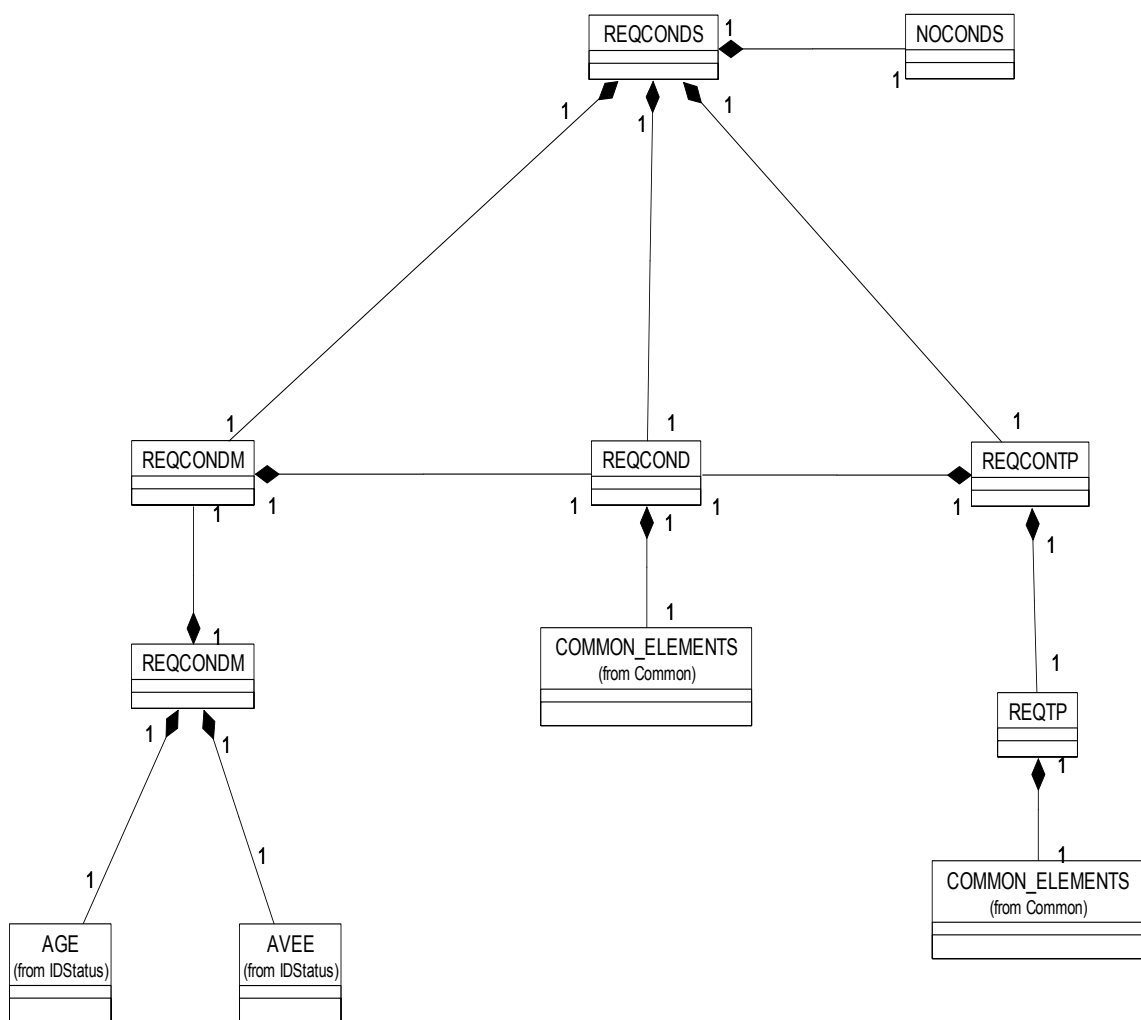 REQCONDS
1
NOCONDS
1
1
1
1
1
1
1
REQCONDM
REQCOND
REQCONTP
1
1
1
1
1
1
1
1
1
COMMON_ELEMENTS
(from Common)
REQCONDM
1
1
1
REQTP
1
1
1
1
COMMON_ELEMENTS
(from Common)
AGE
(from IDStatus)
AVEE
(from IDStatus)